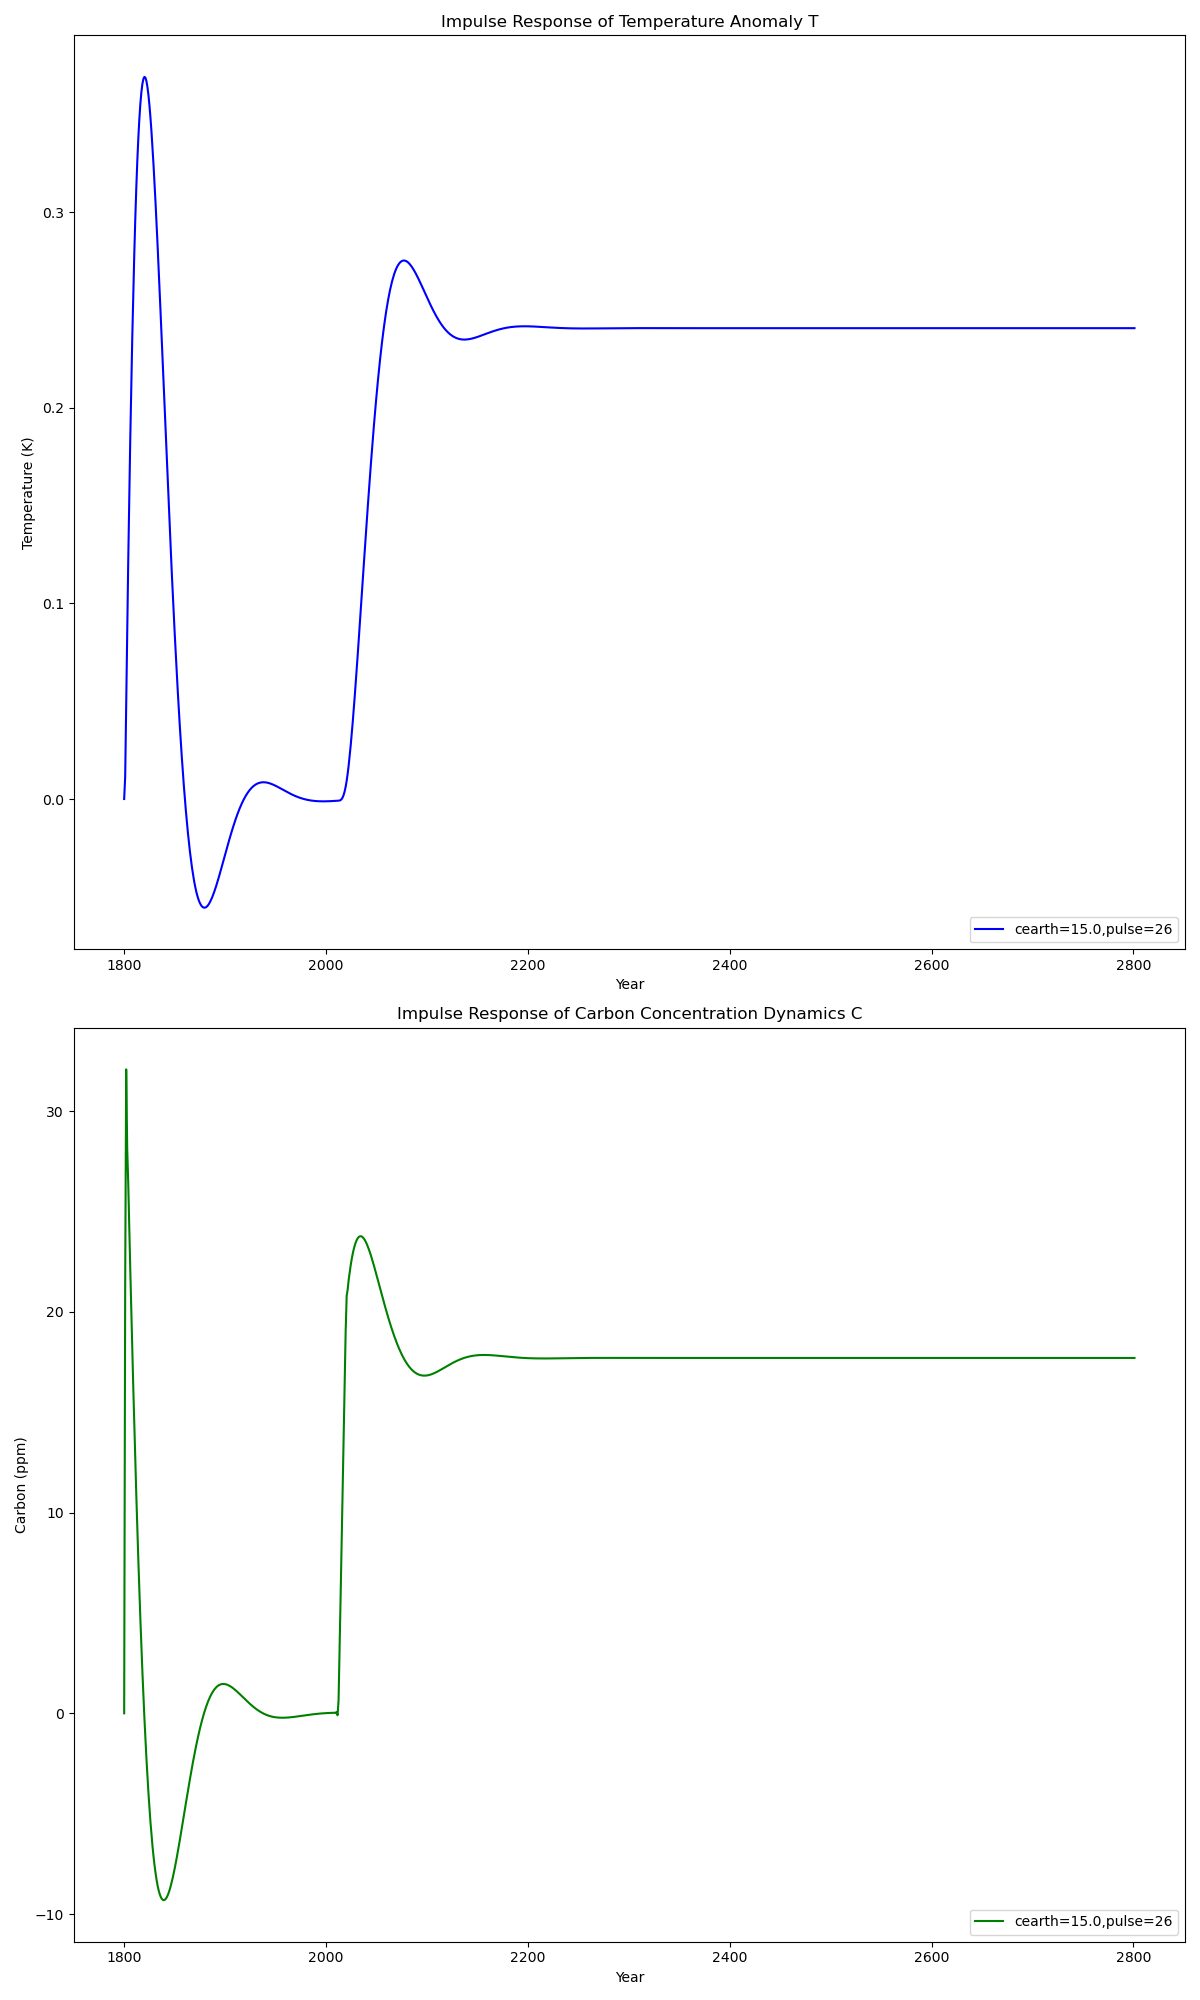 Impulse Response of Temperature Anomaly T
Temperature (K)
0.3
0.2
0.1
0.0
cearth=15.0,pulse=26
1800 2000 2200 2400 2600 2800
Year
Impulse Response of Carbon Concentration Dynamics C
Carbon (ppm)
30
20
10
0
−10
cearth=15.0,pulse=26
1800 2000 2200 2400 2600 2800
Year